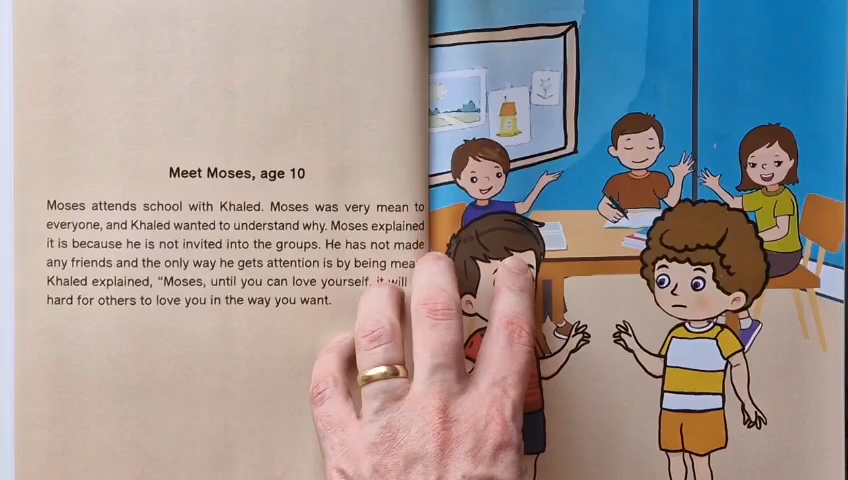 Meet Moses, age 10
Moses attends school with Khaled. Moses was very mean to
everyone, and Khaled wanted to understand why. Moses explained
it is because he is not invited into the groups. He has not made
any friends and the only way he gets attention is by being
Khaled explained, “Moses, until you can love yourself, it will
hard for others to love you in the way you want.